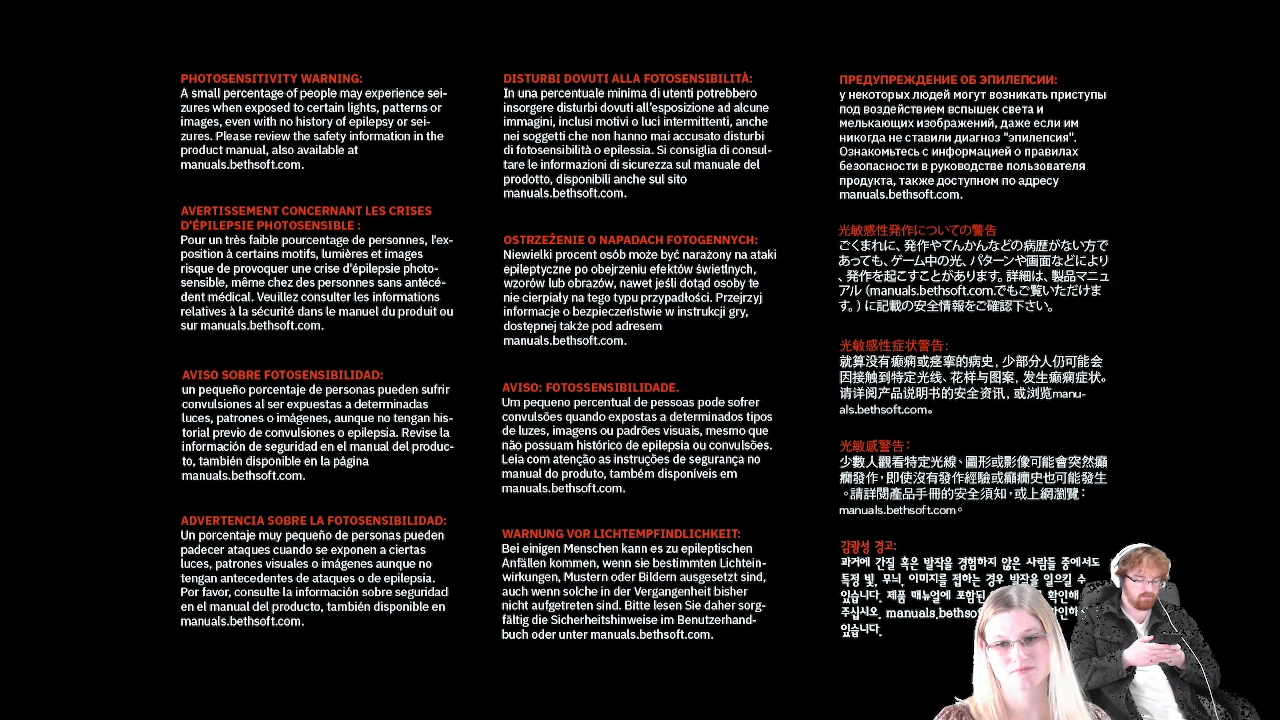 PHOTOSENSITIVITY WARNING:
A small percentage of people may experience sei-
zures when exposed to certain lights, patterns or
images, even with no history of epilepsy or sei-
zures. Please review the safety information in the
product manual, also available at
manuals.bethsoft.com.
AVERTISSEMENT CONCERNANT LES CRISES
D'ÉPILEPSIE PHOTOSENSIBLE :
Pour un très faible pourcentage de personnes, l'ex-
position à certains motifs, lumières et images
risque de provoquer une crise d'épilepsie photo-
sensible, même chez des personnes sans antécé-
dent médical. Veuillez consulter les informations
relatives à la sécurité dans le manuel du produit ou
sur manuals.bethsoft.com.
AVISO SOBRE FOTOSENSIBILIDAD:
un pequeño porcentaje de personas pueden sufrir
convulsiones al ser expuestas a determinadas
luces, patrones o imágenes, aunque no tengan his-
torial previo de convulsiones o epilepsia. Revise la
información de seguridad en el manual del produc-
to, también disponible en la página
manuals.bethsoft.com.
ADVERTENCIA SOBRE LA FOTOSENSIBILIDAD:
Un porcentaje muy pequeño de personas pueden
padecer ataques cuando se exponen a ciertas
luces, patrones visuales o imágenes aunque no
tengan antecedentes de ataques o de epilepsia.
Por favor, consulte la información sobre seguridad
en el manual del producto, también disponible en
manuals.bethsoft.com.
DISTURBI DOVUTI ALLA FOTOSENSIBILITÀ:
In una percentuale minima di utenti potrebbero
insorgere disturbi dovuti all'esposizione ad alcune
immagini, inclusi motivi o luci intermittenti, anche
nei soggetti che non hanno mai accusato disturbi
di fotosensibilità o epilessia. Si consiglia di consul-
tare le informazioni di sicurezza sul manuale del
prodotto, disponibili anche sul sito
manuals.bethsoft.com.
OSTRZEŻENIE O NAPADACH FOTOGENNYCH:
Niewielki procent osób może być narażony na ataki
epileptyczne po obejrzeniu efektów świetlnych,
wzorów lub obrazów, nawet jeśli dotąd osoby te
nie cierpiały na tego typu przypadłości. Przejrzyj
informacje o bezpieczeństwie w instrukcji gry,
dostępnej także pod adresem
manuals.bethsoft.com.
AVISO: FOTOSSENSIBILIDADE.
Um pequeno percentual de pessoas pode sofrer
convulsões quando expostas a determinados tipos
de luzes, imagens ou padrões visuais, mesmo que
não possuam histórico de epilepsia ou convulsões.
Leia com atenção as instruções de segurança no
manual do produto, também disponíveis em
manuals.bethsoft.com.
WARNUNG VOR LICHTEMPFINDLICHKEIT:
Bei einigen Menschen kann es zu epileptischen
Anfällen kommen, wenn sie bestimmten Lichtein-
wirkungen, Mustern oder Bildern ausgesetzt sind,
auch wenn solche in der Vergangenheit bisher
nicht aufgetreten sind. Bitte lesen Sie daher sorg-
fältig die Sicherheitshinweise im Benutzerhand-
buch oder unter manuals.bethsoft.com.
ПРЕДУПРЕЖДЕНИЕ ОБ ЭПИЛЕПСИИ:
у некоторых людей могут возникать приступы
под воздействием вспышек света и
мелькающих изображений, даже если им
никогда не ставили диагноз "эпилепсия".
Ознакомьтесь с информацией о правилах
безопасности в руководстве пользователя
продукта, также доступном по адресу
manuals.bethsoft.com.
光敏感性発作についての警告
ごくまれに、発作やてんかんなどの病歴がない方で
あっても、ゲーム中の光、パターンや画面などにより
、発作を起こすことがあります。詳細は、製品マニュ
アル（manuals.bethsoft.comでもご覧いただけま
す。）に記載の安全情報をご確認下さい。
光敏感性症状警告：
就算没有癫痫或痉挛的病史，少部分人仍可能会
因接触到特定光线、花样与图案，发生癫痫症状。
请详阅产品说明书的安全资讯，或浏览manu-
als.bethsoft.com。
光敏感警告：
少數人觀看特定光線、圖形或影像可能會突然癲
癇發作，即使沒有發作經驗或癲癇史也可能發生
。請詳閱產品手冊的安全須知，或上網瀏覽：
manuals.bethsoft.com。
감광성 경고:
과거에 간질 혹은 발작을 경험하지 않은 사람들 중에서도
특정 빛, 무늬, 이미지를 접하는 경우 발작을 일으킬 수
있습니다. 제품 매뉴얼에 포함된 확인해
주십시오. manuals.bethsof
있습니다.